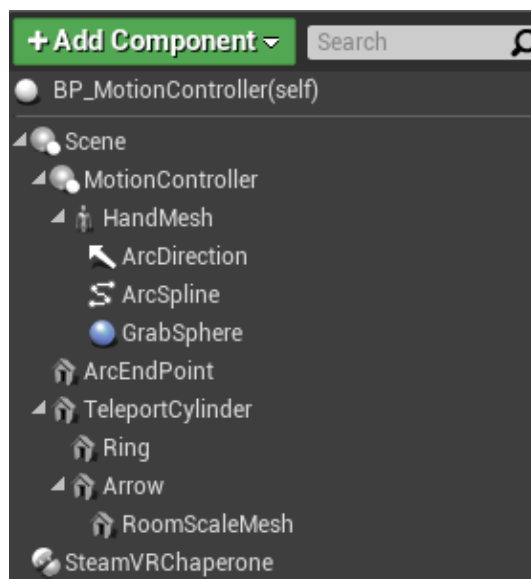 + Add Component
Search
BP_MotionController(self)
Scene
MotionController
HandMesh
ArcDirection
ArcSpline
GrabSphere
ArcEndPoint
TeleportCylinder
Ring
Arrow
RoomScaleMesh
SteamVRChaperone